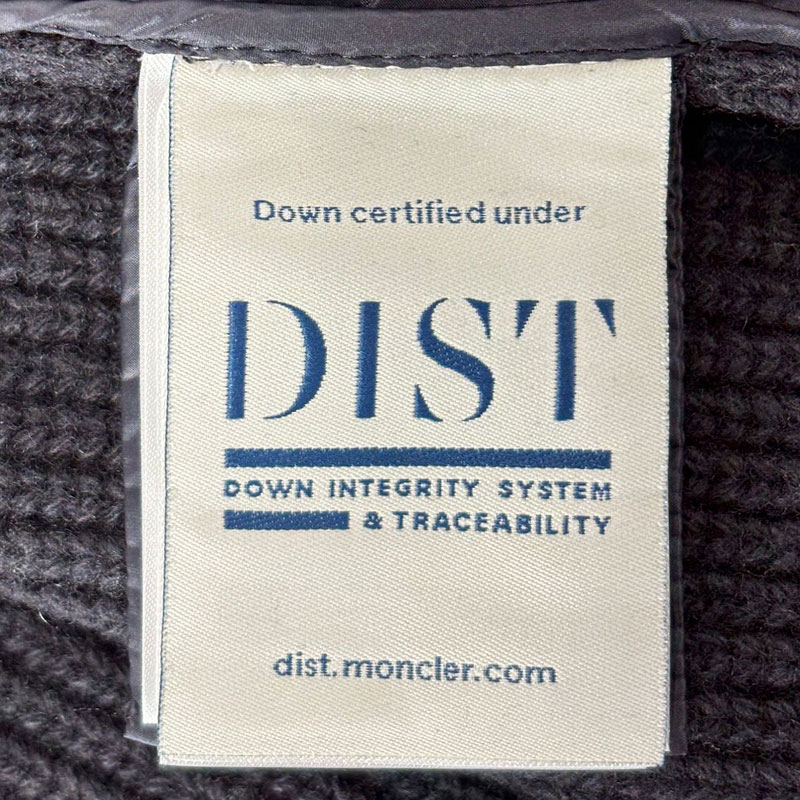 Down certified under
DIST
DOWN INTEGRITY SYSTEM
& TRACEABILITY
dist.moncler.com